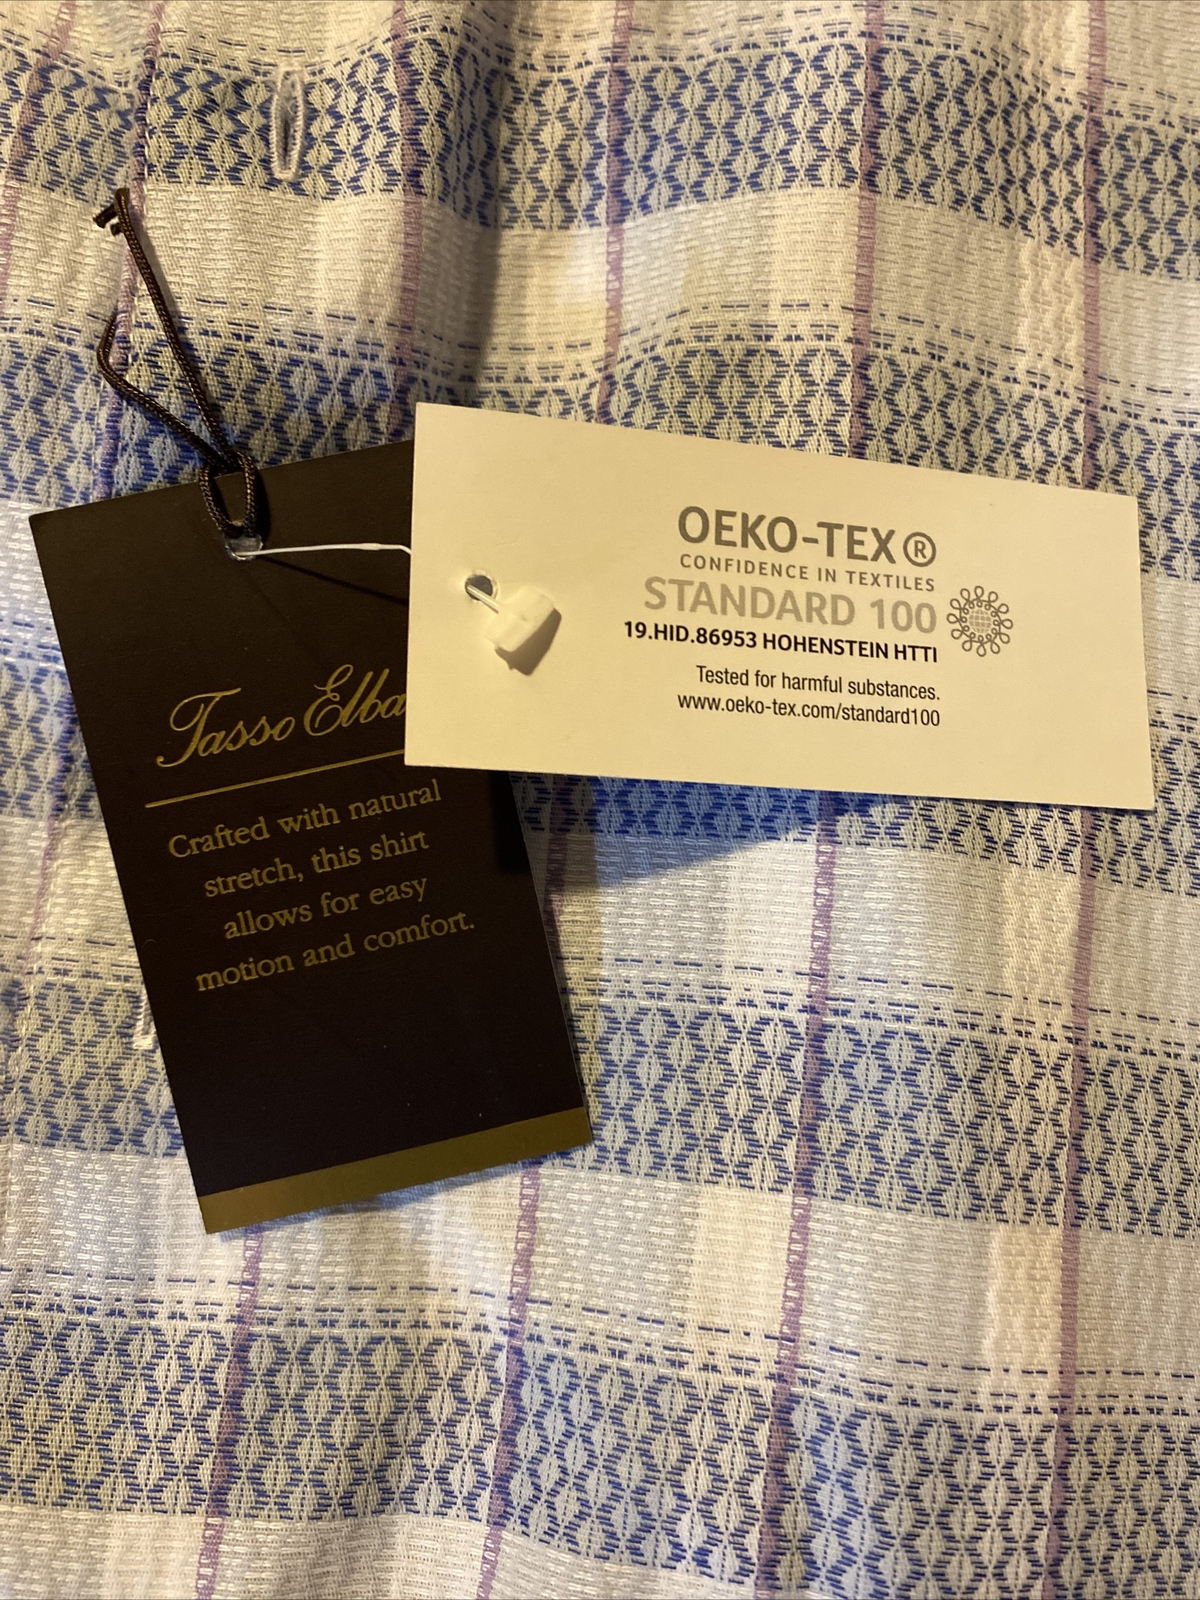 Tasso Elba
Crafted with natural
stretch, this shirt
allows for easy
motion and comfort.
OEKO-TEX®
CONFIDENCE IN TEXTILES
STANDARD 100
19.HID.86953 HOHENSTEIN HTTI
Tested for harmful substances.
www.oeko-tex.com/standard100